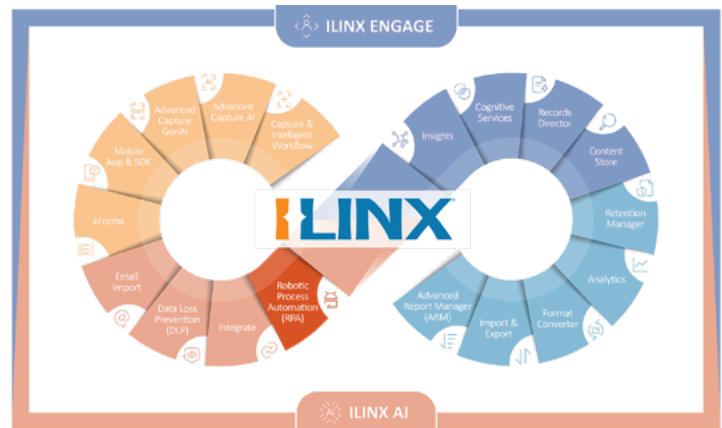 ILINX ENGAGE
Advanced
Capture
GenAI
Advanced
Capture AI
Capture &
Intelligent
Workflow
Mobile
App & SDK
eForms
Email
Import
Data Loss
Prevention
(DLP)
Integrate
Robotic
Process
Automation
(RPA)
ILINX
Insights
Cognitive
Services
Records
Director
Content
Store
Retention
Manager
Analytics
Format
Converter
Import &
Export
Advanced
Report Manager
(ARM)
ILINX AI